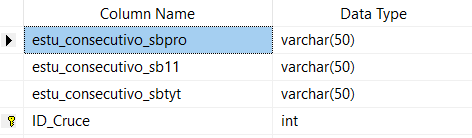 Column Name Data Type
estu_consecutivo_sbpro varchar(50)
estu_consecutivo_sb11 varchar(50)
estu_consecutivo_sbtyt varchar(50)
ID_Cruce int